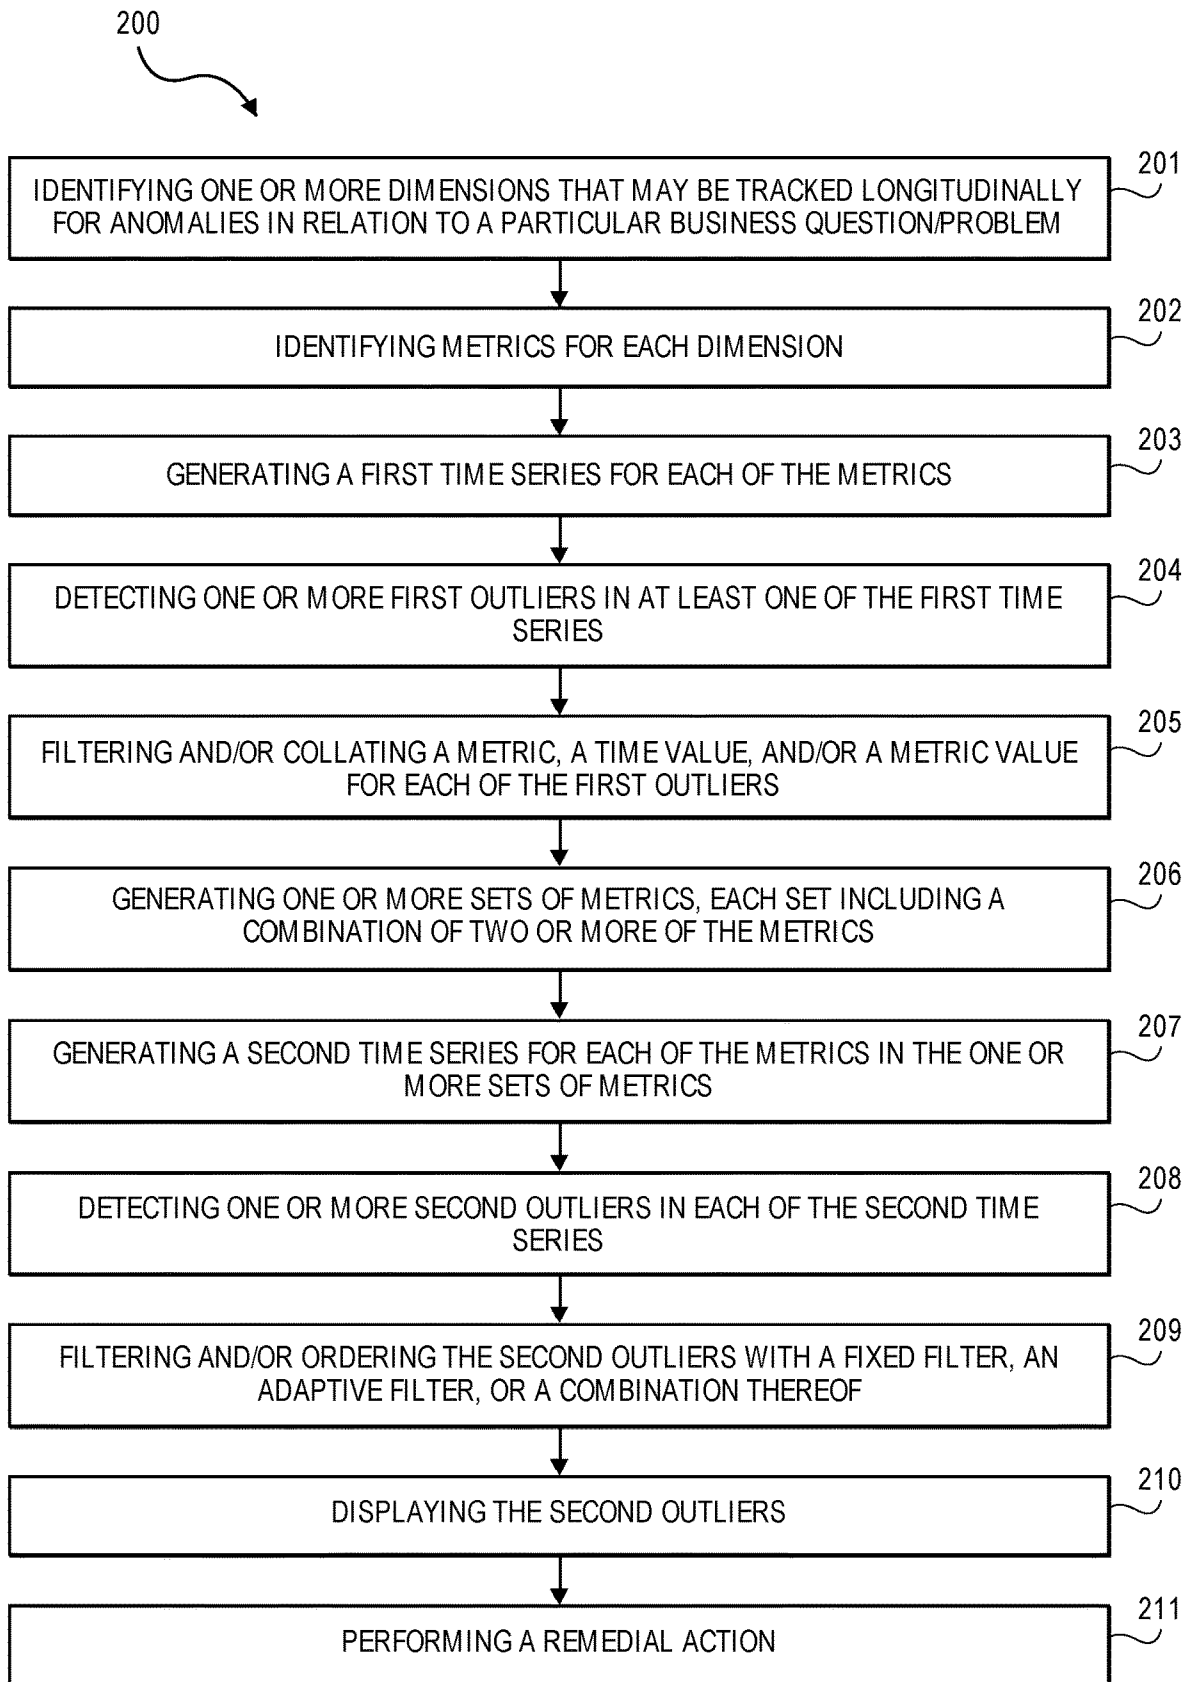 200
201
IDENTIFYING ONE OR MORE DIMENSIONS THAT MAY BE TRACKED LONGITUDINALLY
FOR ANOMALIES IN RELATION TO A PARTICULAR BUSINESS QUESTION/PROBLEM
202
IDENTIFYING METRICS FOR EACH DIMENSION
203
GENERATING A FIRST TIME SERIES FOR EACH OF THE METRICS
204
DETECTING ONE OR MORE FIRST OUTLIERS IN AT LEAST ONE OF THE FIRST TIME
SERIES
205
FILTERING AND/OR COLLATING A METRIC, A TIME VALUE, AND/OR A METRIC VALUE
FOR EACH OF THE FIRST OUTLIERS
206
GENERATING ONE OR MORE SETS OF METRICS, EACH SET INCLUDING A
COMBINATION OF TWO OR MORE OF THE METRICS
207
GENERATING A SECOND TIME SERIES FOR EACH OF THE METRICS IN THE ONE OR
MORE SETS OF METRICS
208
DETECTING ONE OR MORE SECOND OUTLIERS IN EACH OF THE SECOND TIME
SERIES
209
FILTERING AND/OR ORDERING THE SECOND OUTLIERS WITH A FIXED FILTER, AN
ADAPTIVE FILTER, OR A COMBINATION THEREOF
210
DISPLAYING THE SECOND OUTLIERS
211
PERFORMING A REMEDIAL ACTION